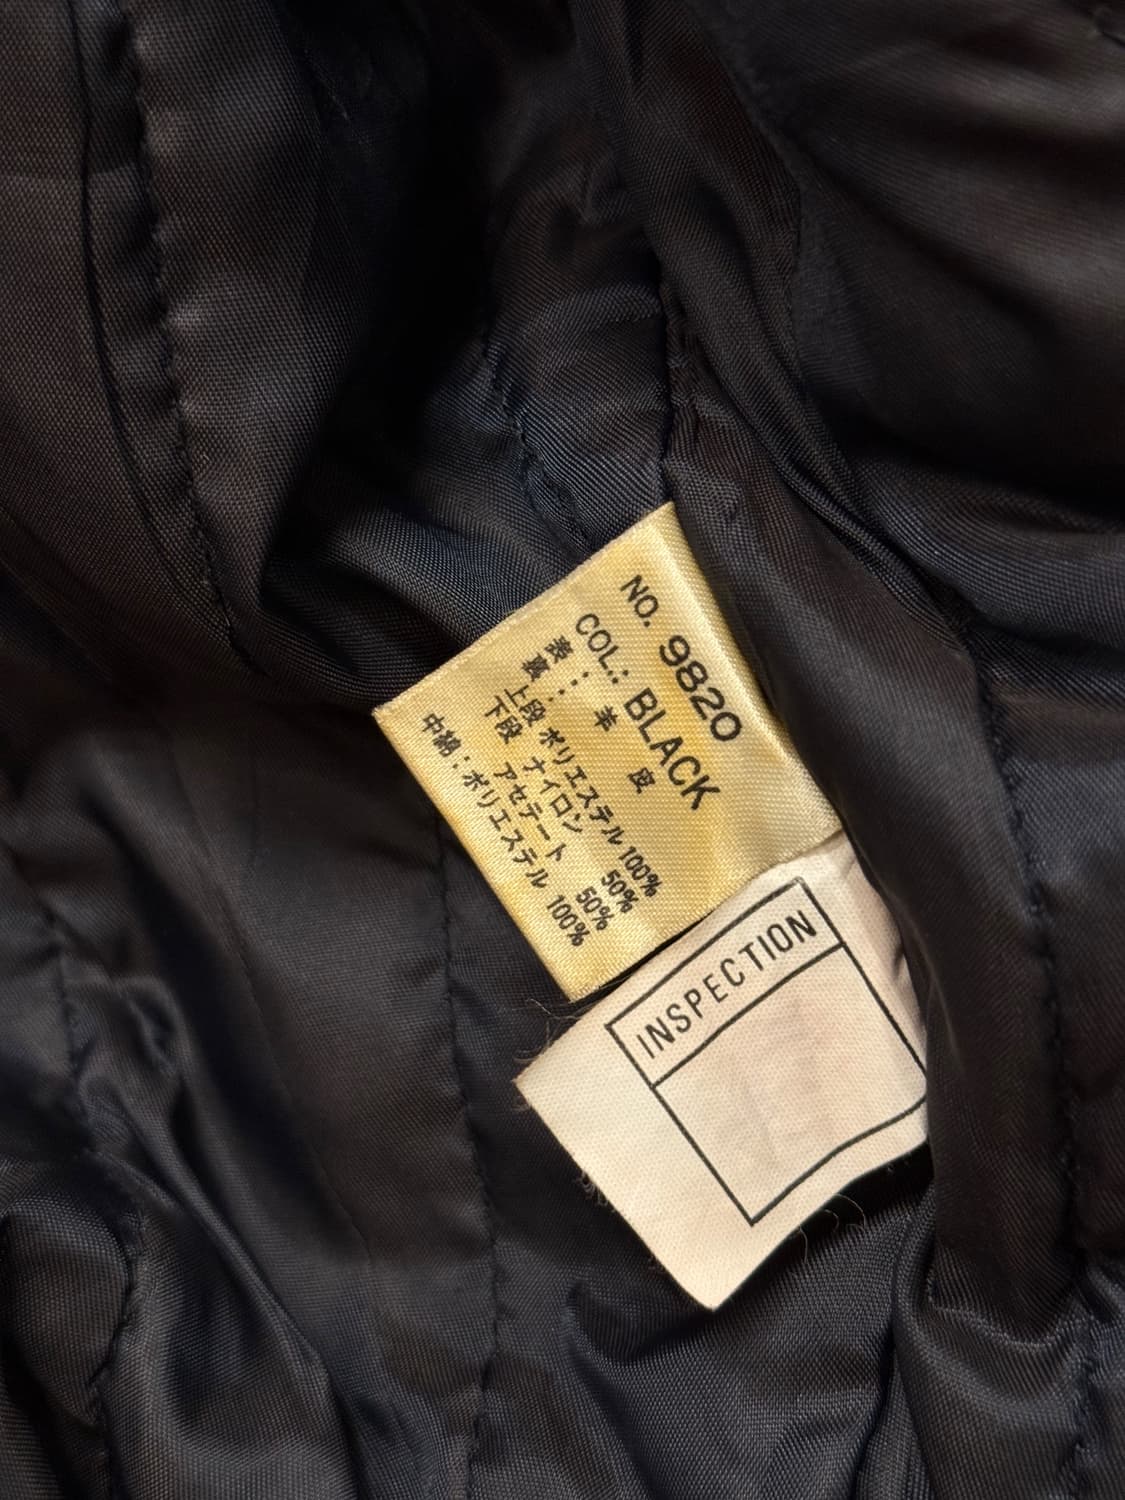 NO. 9820
COL.: BLACK
表: 羊 皮
裏: 上段 ポリエステル 100%
下段 ナイロン 50%
アセテート 50%
中綿: ポリエステル 100%
INSPECTION